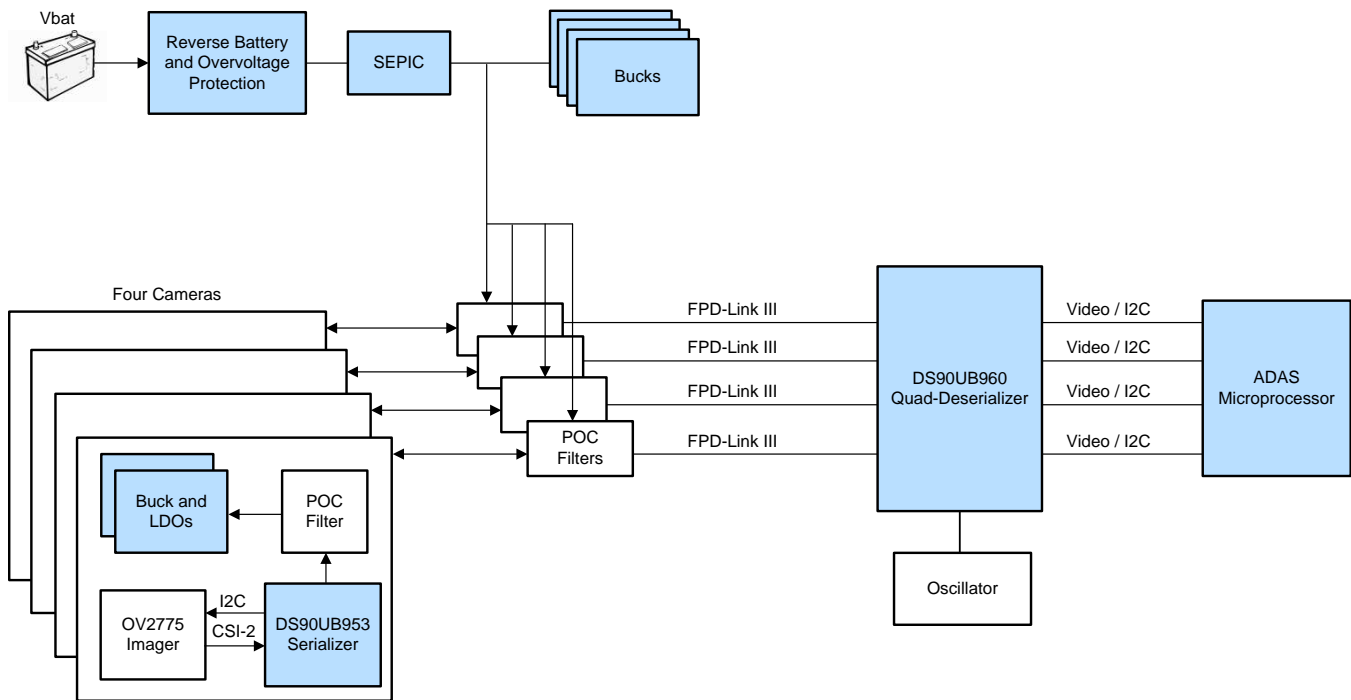 Vbat
Reverse Battery
and Overvoltage
Protection
SEPIC
Bucks
Four Cameras
FPD-Link III
FPD-Link III
FPD-Link III
FPD-Link III
POC
Filters
DS90UB960
Quad-Deserializer
Video / I2C
Video / I2C
Video / I2C
Video / I2C
ADAS
Microprocessor
Oscillator
Buck and
LDOs
POC
Filter
OV2775
Imager
I2C
CSI-2
DS90UB953
Serializer